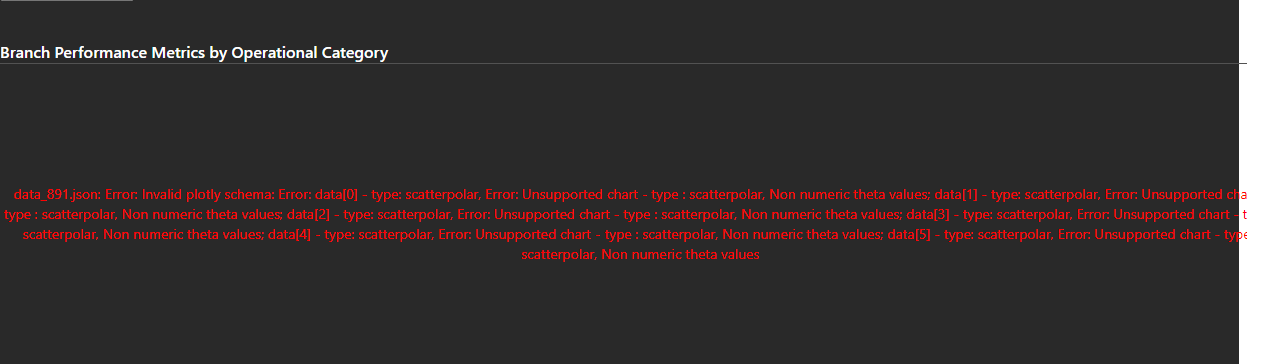 Branch Performance Metrics by Operational Category
data_891.json: Error: Invalid plotly schema: Error: data[0] - type: scatterpolar, Error: Unsupported chart - type : scatterpolar, Non numeric theta values; data[1] - type: scatterpolar, Error: Unsupported cha
type : scatterpolar, Non numeric theta values; data[2] - type: scatterpolar, Error: Unsupported chart - type : scatterpolar, Non numeric theta values; data[3] - type: scatterpolar, Error: Unsupported chart - t
scatterpolar, Non numeric theta values; data[4] - type: scatterpolar, Error: Unsupported chart - type : scatterpolar, Non numeric theta values; data[5] - type: scatterpolar, Error: Unsupported chart - type
scatterpolar, Non numeric theta values